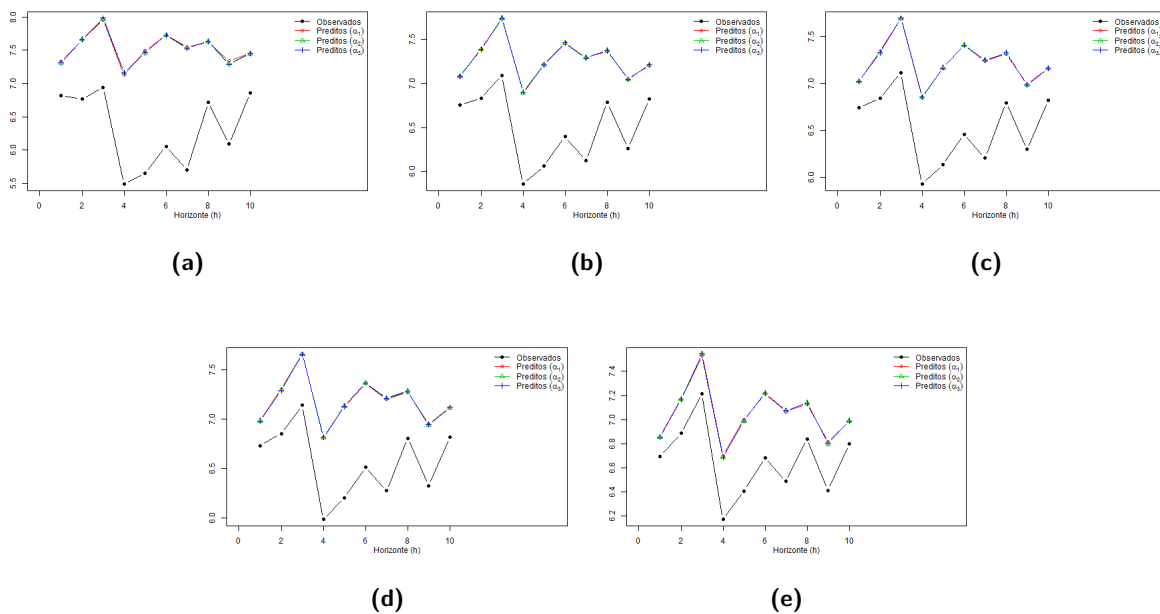 Observados
Preditos (α₁)
Preditos (α₂)
Preditos (α₃)
8.0
7.5
7.0
6.5
6.0
5.5
0 2 4 6 8 10
Horizonte (h)
(a)
Observados
Preditos (α₁)
Preditos (α₂)
Preditos (α₃)
7.5
7.0
6.5
6.0
0 2 4 6 8 10
Horizonte (h)
(b)
Observados
Preditos (α₁)
Preditos (α₂)
Preditos (α₃)
7.5
7.0
6.5
6.0
0 2 4 6 8 10
Horizonte (h)
(c)
Observados
Preditos (α₁)
Preditos (α₂)
Preditos (α₃)
7.5
7.0
6.5
6.0
0 2 4 6 8 10
Horizonte (h)
(d)
Observados
Preditos (α₁)
Preditos (α₂)
Preditos (α₃)
7.4
7.2
7.0
6.8
6.6
6.4
6.2
0 2 4 6 8 10
Horizonte (h)
(e)